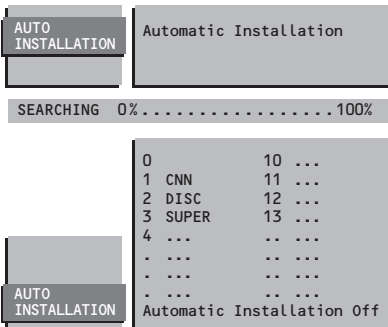 AUTO
INSTALLATION
Automatic Installation
SEARCHING 0%.................100%
0 10 ...
1 CNN 11 ...
2 DISC 12 ...
3 SUPER 13 ...
4 ... .. ...
. ... .. ...
. ... .. ...
. ... .. ...
AUTO
INSTALLATION
Automatic Installation Off